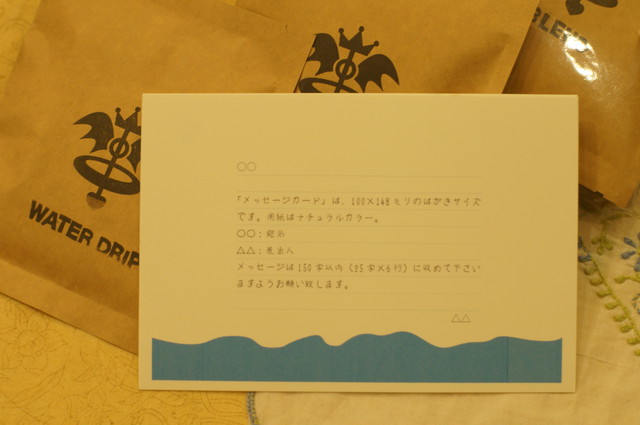 WATER DRIP
BLEND
○○
「メッセージカード」は、100×148ミリのはがきサイズ
です。用紙はナチュラルカラー。
○○：宛名
△△：差出人
メッセージは150字以内（25字×6行）に収めて下さい
ますようお願い致します。
△△